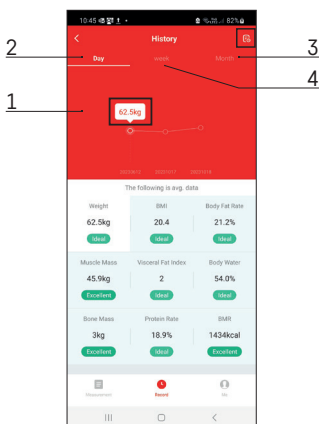 10.45 82%
History
2 Day week Month 3
4
1
62.5kg
The following is avg. data
Weight BMI Body Fat Rate
62.5kg 20.4 21.2%
Ideal Ideal Ideal
Muscle Mass Visceral Fat Index Body Water
45.9kg 2 54.0%
Excellent Ideal Ideal
Bone Mass Protein Rate BMR
3kg 18.9% 1434kcal
Excellent Ideal Excellent
Measurement Recent Me